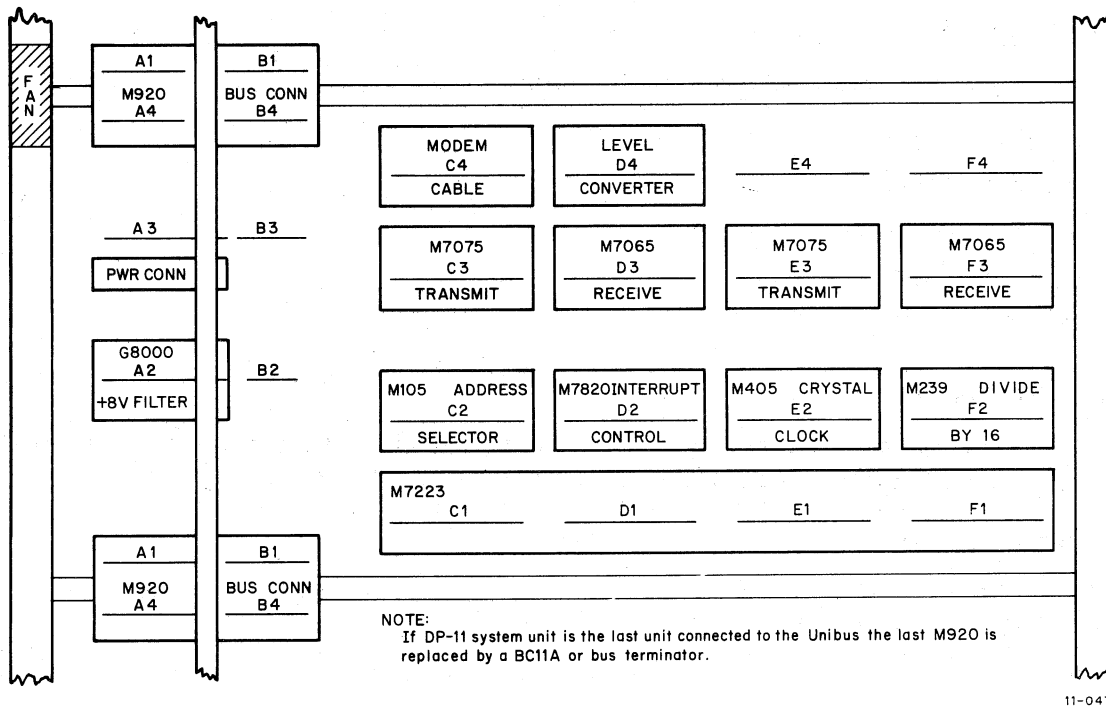 FAN
A1
M920
A4
B1
BUS CONN
B4
MODEM
C4
CABLE
LEVEL
D4
CONVERTER
E4
F4
A3
B3
PWR CONN
M7075
C3
TRANSMIT
M7065
D3
RECEIVE
M7075
E3
TRANSMIT
M7065
F3
RECEIVE
G8000
A2
+8V FILTER
B2
M105 ADDRESS
C2
SELECTOR
M7820INTERRUPT
D2
CONTROL
M405 CRYSTAL
E2
CLOCK
M239 DIVIDE
F2
BY 16
M7223
C1
D1
E1
F1
A1
M920
A4
B1
BUS CONN
B4
NOTE:
If DP-11 system unit is the last unit connected to the Unibus the last M920 is
replaced by a BC11A or bus terminator.